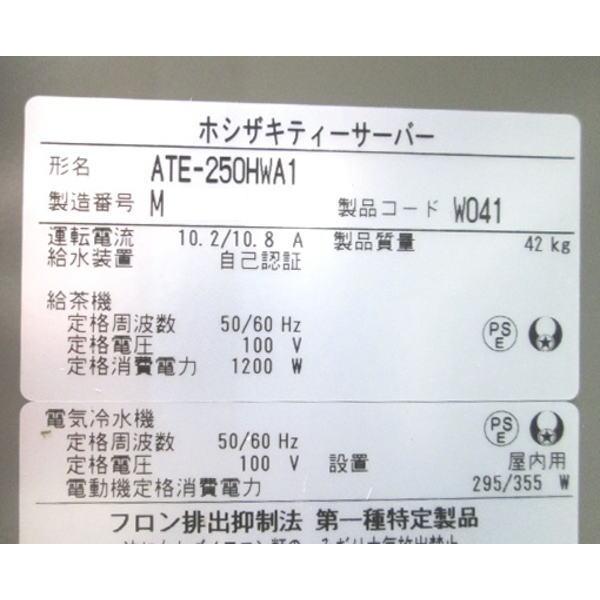 ホシザキティーサーバー
形名 ATE-250HWA1
製造番号 M 製品コード W041
運転電流 10.2/10.8 A 製品質量 42 kg
給水装置 自己認証
給茶機
定格周波数 50/60 Hz
定格電圧 100 V
定格消費電力 1200 W
PS E
電気冷水機
定格周波数 50/60 Hz
PS E
定格電圧 100 V 設置 屋内用
電動機定格消費電力 295/355 W
フロン排出抑制法 第一種特定製品